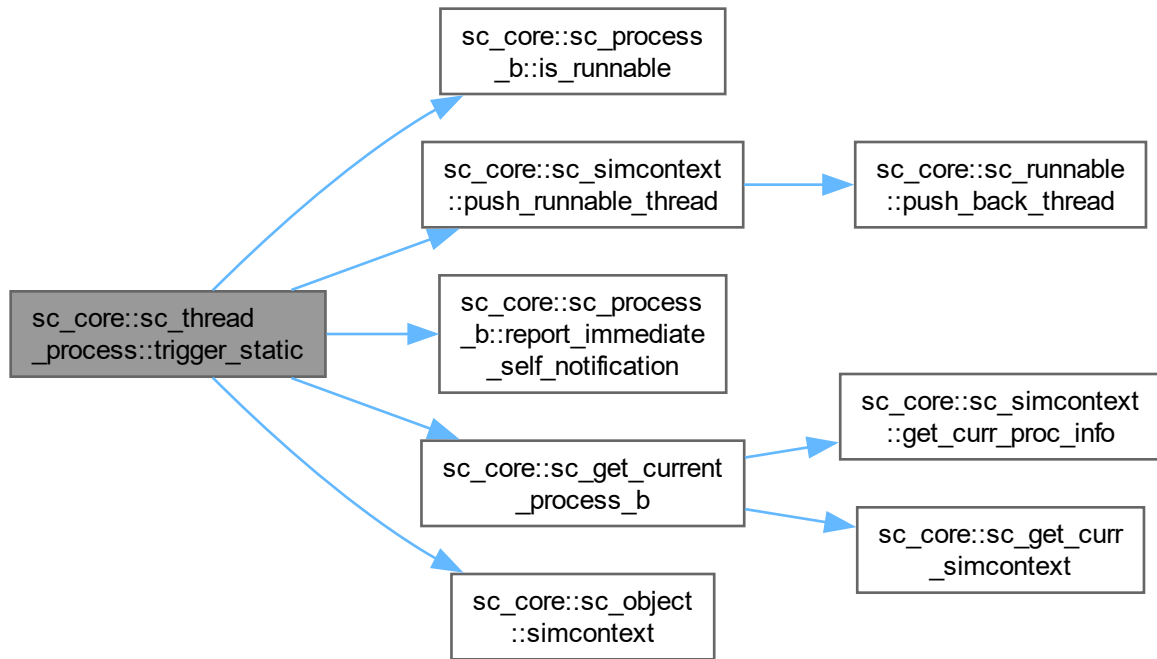 sc_core::sc_process
_b::is_runnable
sc_core::sc_simcontext
::push_runnable_thread
sc_core::sc_runnable
::push_back_thread
sc_core::sc_thread
_process::trigger_static
sc_core::sc_process
_b::report_immediate
_self_notification
sc_core::sc_get_current
_process_b
sc_core::sc_simcontext
::get_curr_proc_info
sc_core::sc_get_curr
_simcontext
sc_core::sc_object
::simcontext